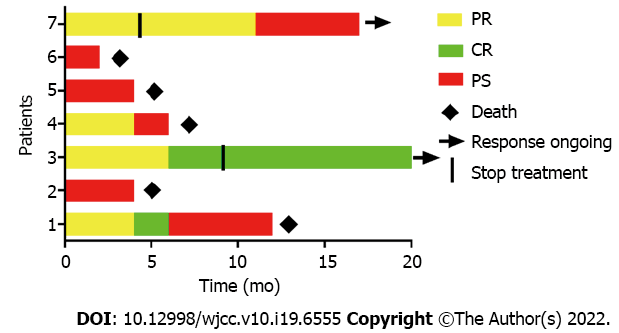 7
6
5
4
3
2
1
Patients
0 5 10 15 20
Time (mo)
PR
CR
PS
Death
Response ongoing
Stop treatment
DOI: 10.12998/wjcc.v10.i19.6555 Copyright ©The Author(s) 2022.